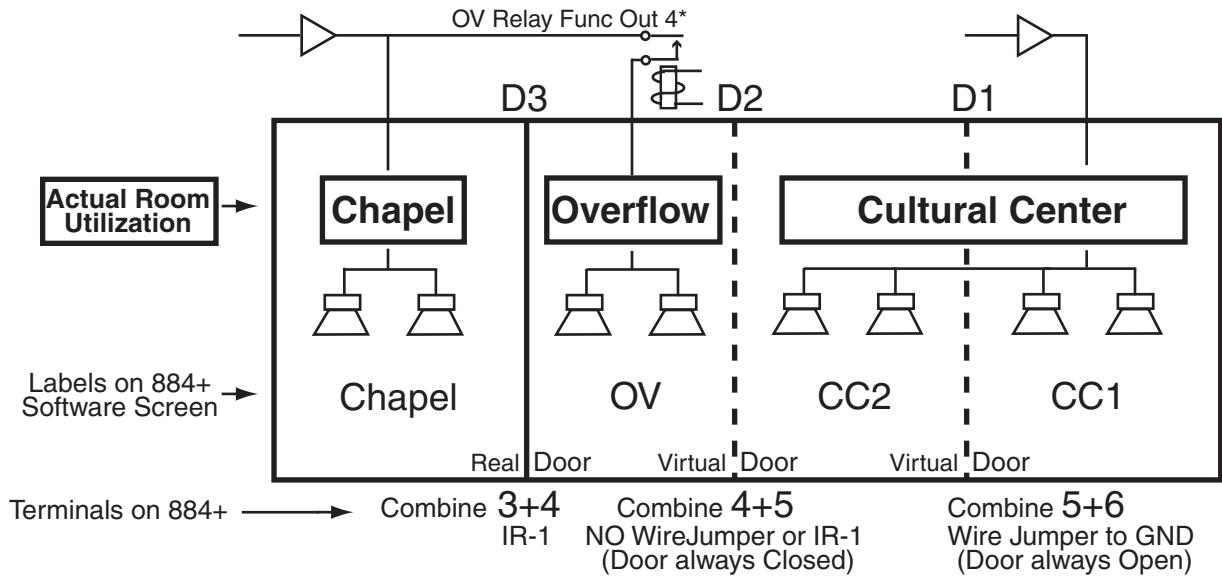 OV Relay Func Out 4*
D3 D2 D1
Actual Room
Utilization
Chapel Overflow Cultural Center
Labels on 884+
Software Screen
Chapel OV CC2 CC1
Real Door Virtual Door Virtual Door
Terminals on 884+
Combine 3+4
IR-1
Combine 4+5
NO WireJumper or IR-1
(Door always Closed)
Combine 5+6
Wire Jumper to GND
(Door always Open)